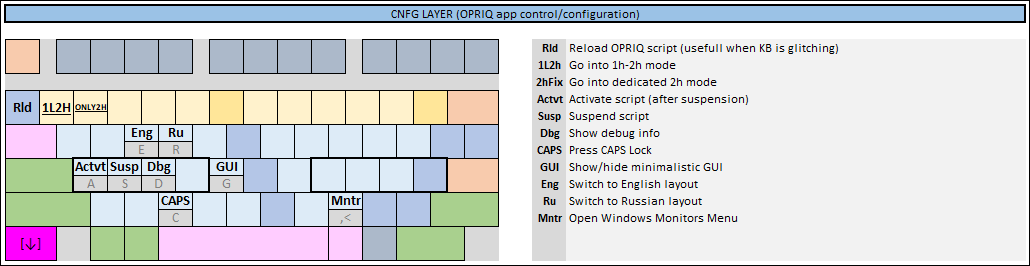 CNFG LAYER (OPRIQ app control/configuration)
Rld 1L2H ONLY2H
Eng Ru
E R
Actvt Susp Dbg GUI
A S D G
CAPS Mntr
C ,<
[↓]
Rld Reload OPRIQ script (usefull when KB is glitching)
1L2h Go into 1h-2h mode
2hFix Go into dedicated 2h mode
Actvt Activate script (after suspension)
Susp Suspend script
Dbg Show debug info
CAPS Press CAPS Lock
GUI Show/hide minimalistic GUI
Eng Switch to English layout
Ru Switch to Russian layout
Mntr Open Windows Monitors Menu